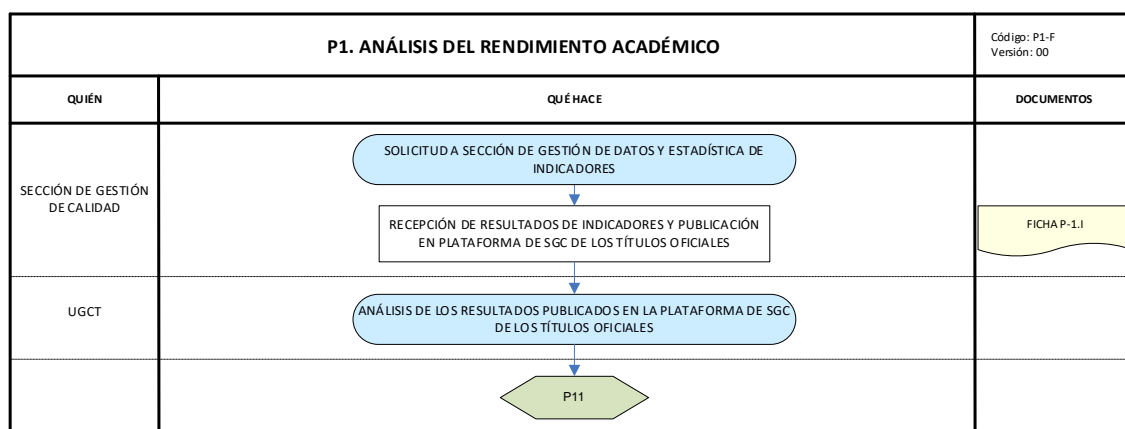 P1. ANÁLISIS DEL RENDIMIENTO ACADÉMICO
Código: P1-F
Versión: 00
QUIÉN
QUÉ HACE
DOCUMENTOS
SECCIÓN DE GESTIÓN
DE CALIDAD
SOLICITUD A SECCIÓN DE GESTIÓN DE DATOS Y ESTADÍSTICA DE
INDICADORES
RECEPCIÓN DE RESULTADOS DE INDICADORES Y PUBLICACIÓN
EN PLATAFORMA DE SGC DE LOS TÍTULOS OFICIALES
FICHA P-1.I
UGCT
ANÁLISIS DE LOS RESULTADOS PUBLICADOS EN LA PLATAFORMA DE SGC
DE LOS TÍTULOS OFICIALES
P11